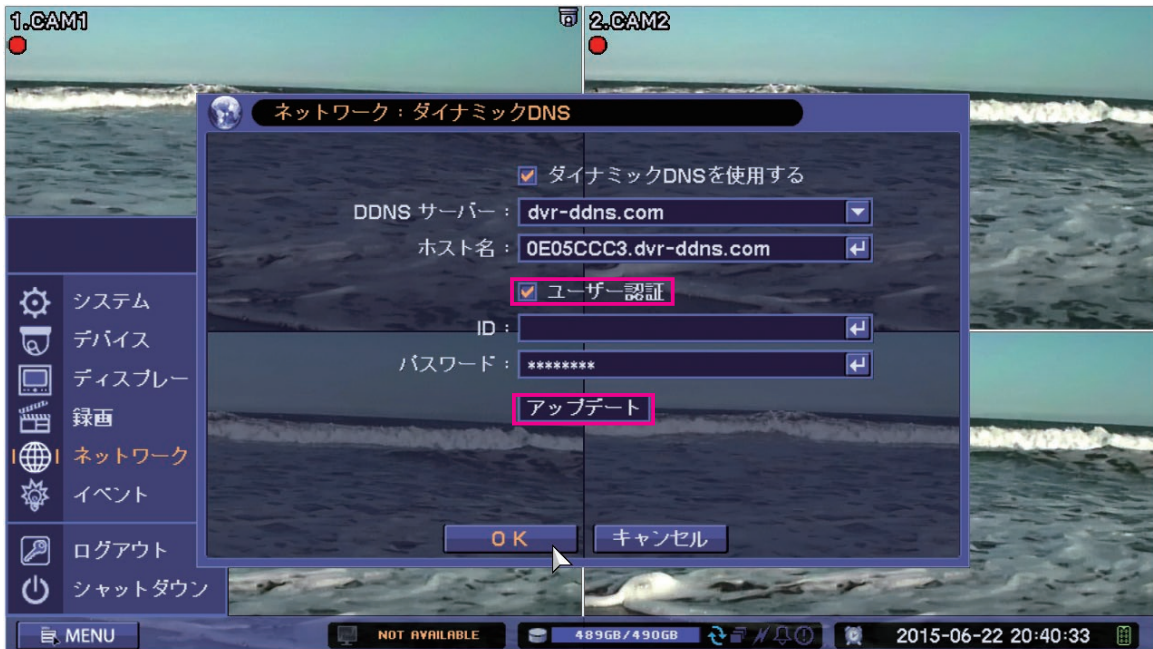 1.CAM1
2.CAM2
ネットワーク：ダイナミックDNS
ダイナミックDNSを使用する
DDNS サーバー： dvr-ddns.com
ホスト名： 0E05CCC3.dvr-ddns.com
ユーザー認証
ID：
パスワード： ********
アップデート
OK キャンセル
システム
デバイス
ディスプレー
録画
ネットワーク
イベント
ログアウト
シャットダウン
MENU NOT AVAILABLE 489GB/490GB 2015-06-22 20:40:33